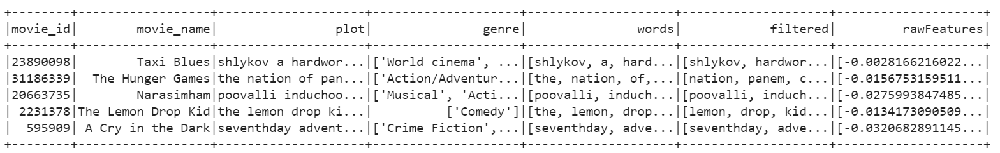 +--------+------------------+--------------------+--------------------+--------------------+--------------------+--------------------+
|movie_id|        movie_name|                plot|               genre|               words|            filtered|         rawFeatures|
+--------+------------------+--------------------+--------------------+--------------------+--------------------+--------------------+
|23890098|        Taxi Blues|shlykov a hardwor...|['World cinema', ...|[shlykov, a, hard...|[shlykov, hardwor...|[-0.0028166216022...|
|31186339|  The Hunger Games|the nation of pan...|['Action/Adventur...|[the, nation, of,...|[nation, panem, c...|[-0.0156753159511...|
|20663735|        Narasimham|poovalli induchoo...|['Musical', 'Acti...|[poovalli, induch...|[poovalli, induch...|[-0.0275993847485...|
| 2231378|The Lemon Drop Kid|the lemon drop ki...|          ['Comedy']|[the, lemon, drop...|[lemon, drop, kid...|[-0.0134173090509...|
|  595909| A Cry in the Dark|seventhday advent...|['Crime Fiction',...|[seventhday, adve...|[seventhday, adve...|[-0.0320682891145...|
+--------+------------------+--------------------+--------------------+--------------------+--------------------+--------------------+